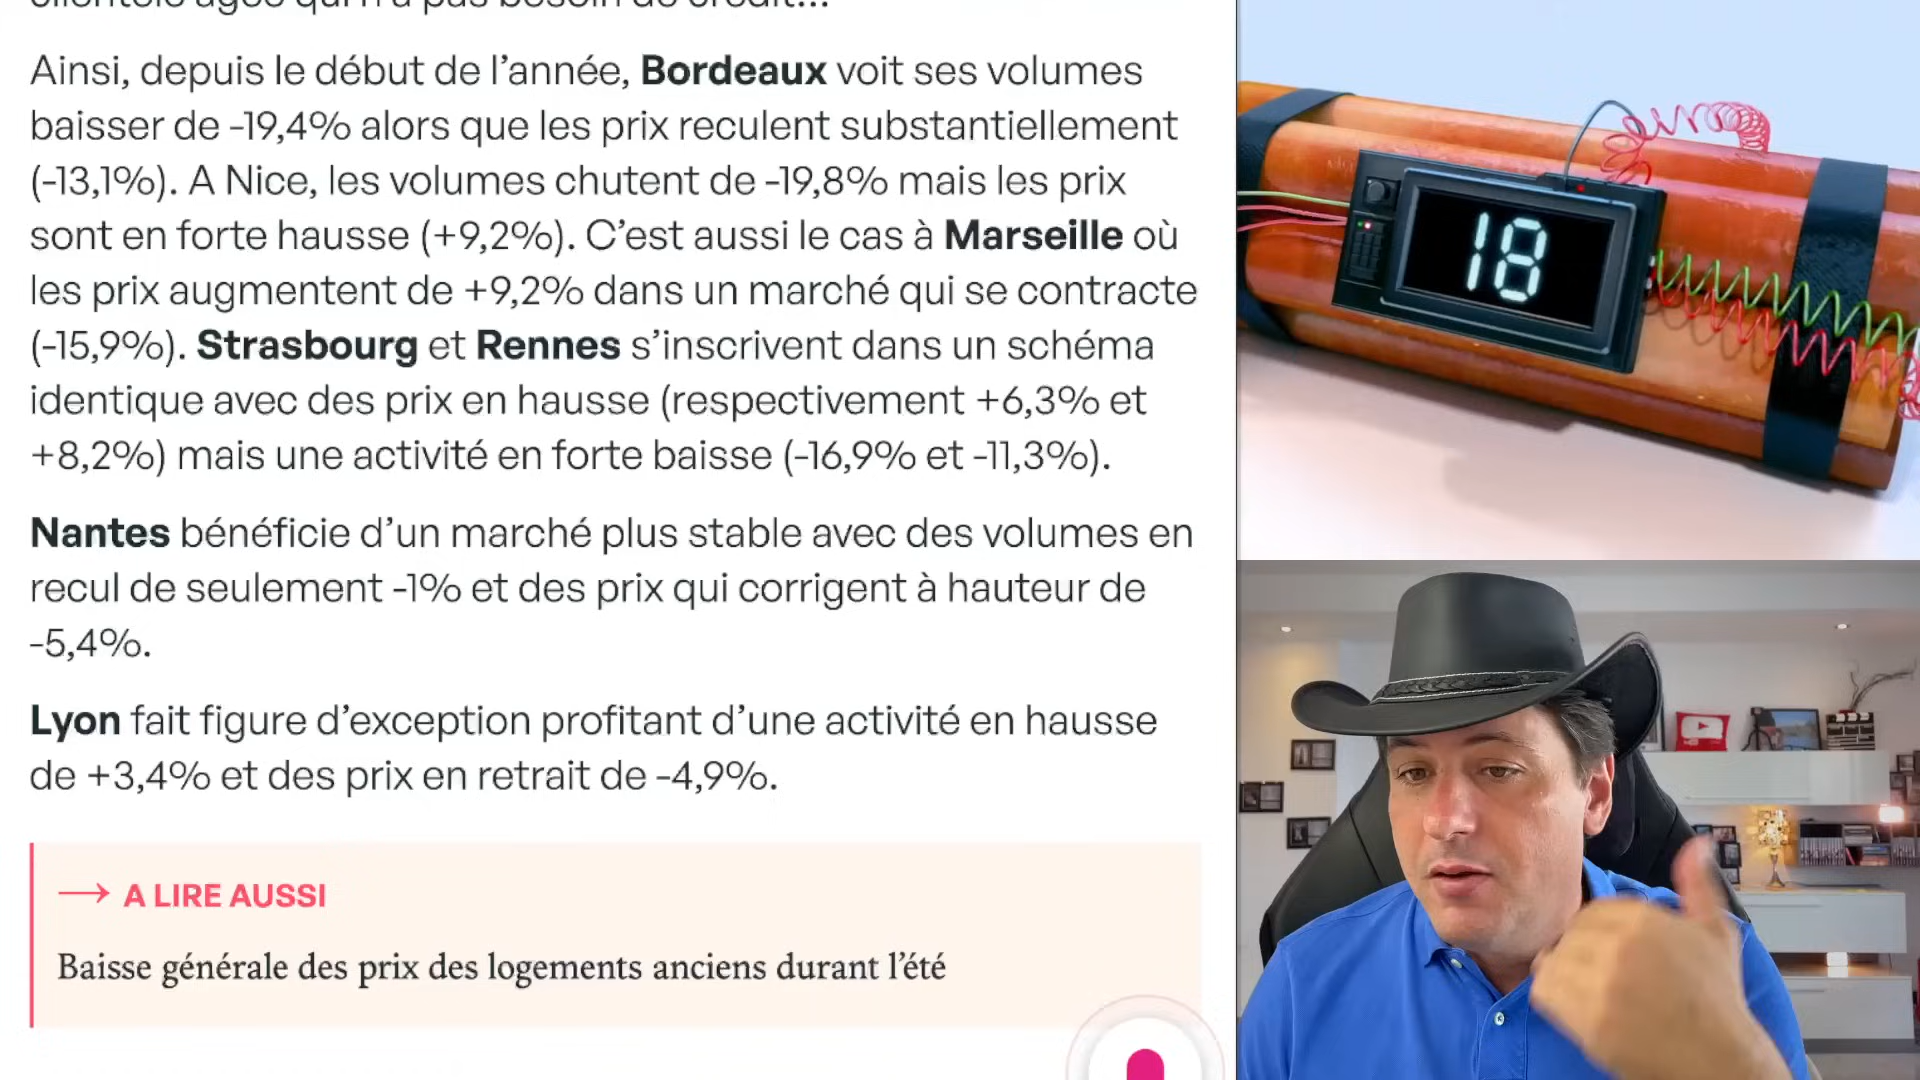 clientèle âgée qui n'a pas besoin de crédit...
Ainsi, depuis le début de l'année, Bordeaux voit ses volumes
baisser de -19,4% alors que les prix reculent substantiellement
(-13,1%). A Nice, les volumes chutent de -19,8% mais les prix
sont en forte hausse (+9,2%). C'est aussi le cas à Marseille où
les prix augmentent de +9,2% dans un marché qui se contracte
(-15,9%). Strasbourg et Rennes s'inscrivent dans un schéma
identique avec des prix en hausse (respectivement +6,3% et
+8,2%) mais une activité en forte baisse (-16,9% et -11,3%).
Nantes bénéficie d'un marché plus stable avec des volumes en
recul de seulement -1% et des prix qui corrigent à hauteur de
-5,4%.
Lyon fait figure d'exception profitant d'une activité en hausse
de +3,4% et des prix en retrait de -4,9%.
→ A LIRE AUSSI
Baisse générale des prix des logements anciens durant l'été
18